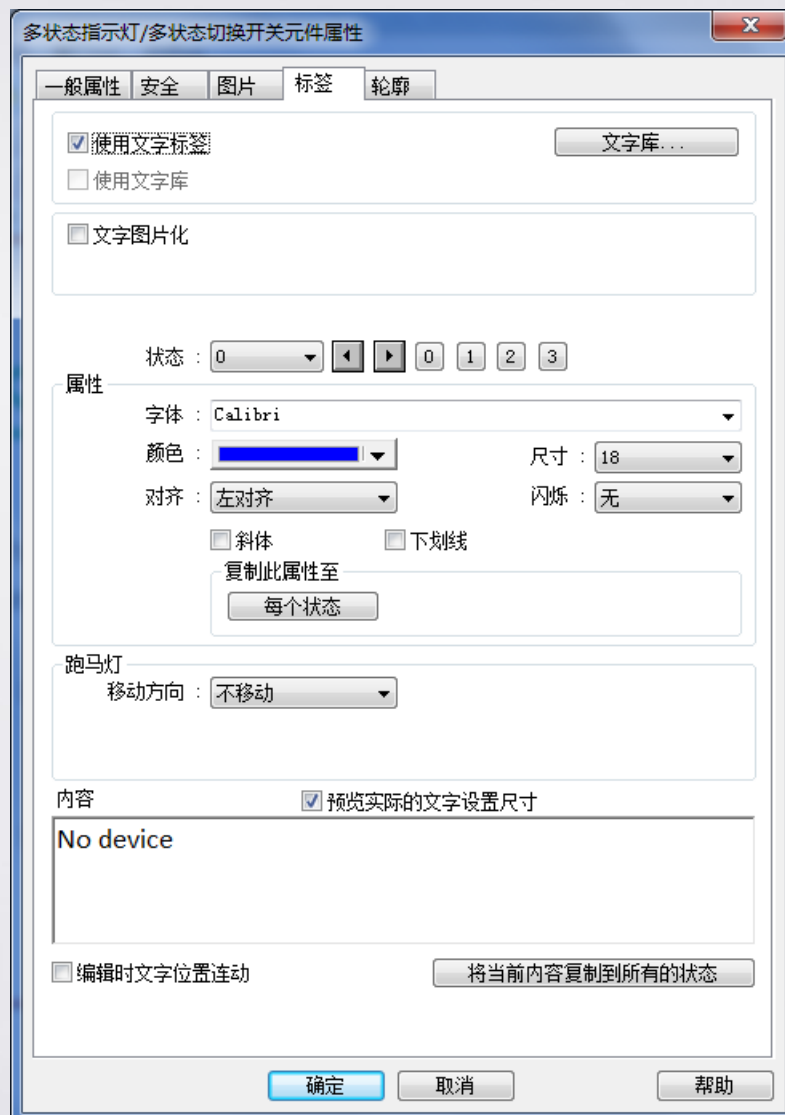 多状态指示灯/多状态切换开关元件属性
一般属性 安全 图片 标签 轮廓
使用文字标签 文字库...
使用文字库
文字图片化
状态 : 0 0 1 2 3
属性
字体 : Calibri
颜色 : 尺寸 : 18
对齐 : 左对齐 闪烁 : 无
斜体 下划线
复制此属性至
每个状态
跑马灯
移动方向 : 不移动
内容 预览实际的文字设置尺寸
No device
编辑时文字位置连动 将当前内容复制到所有的状态
确定 取消 帮助